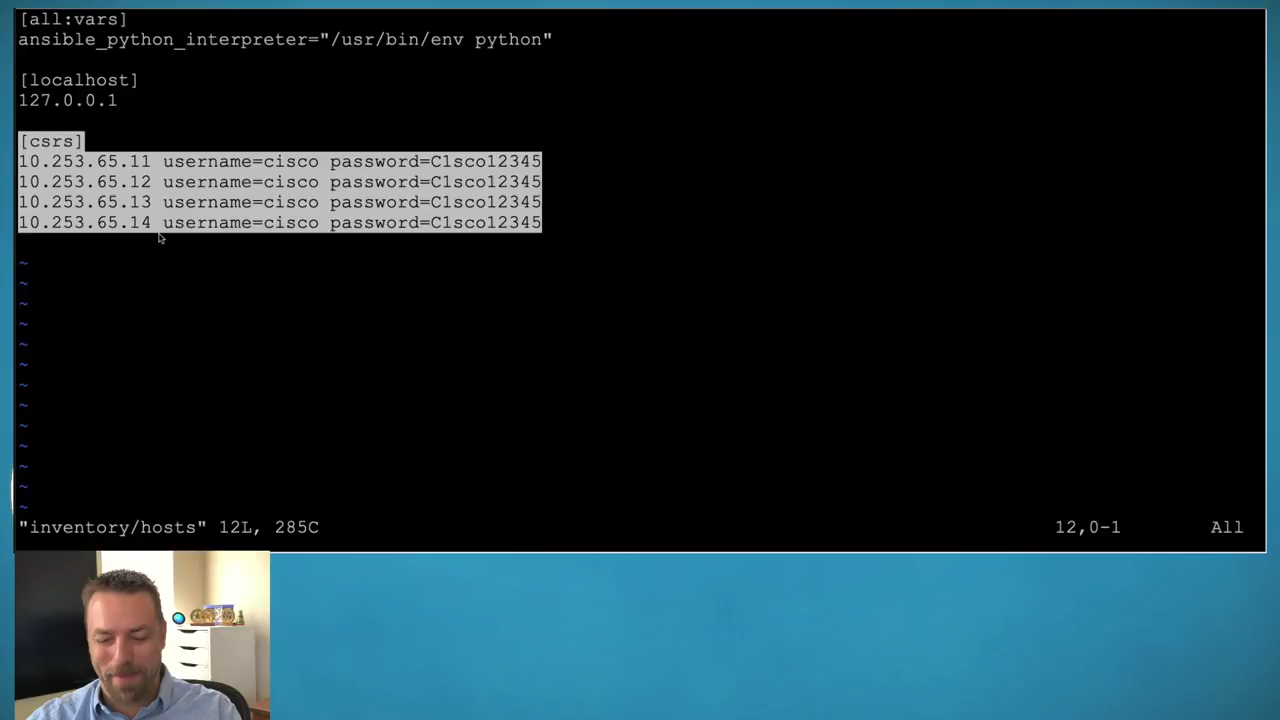 [all:vars]
ansible_python_interpreter="/usr/bin/env python"
[localhost]
127.0.0.1
[csrs]
10.253.65.11 username=cisco password=C1sco12345
10.253.65.12 username=cisco password=C1sco12345
10.253.65.13 username=cisco password=C1sco12345
10.253.65.14 username=cisco password=C1sco12345
~
~
~
~
~
~
~
~
~
~
~
~
~
"inventory/hosts" 12L, 285C 12,0-1 All